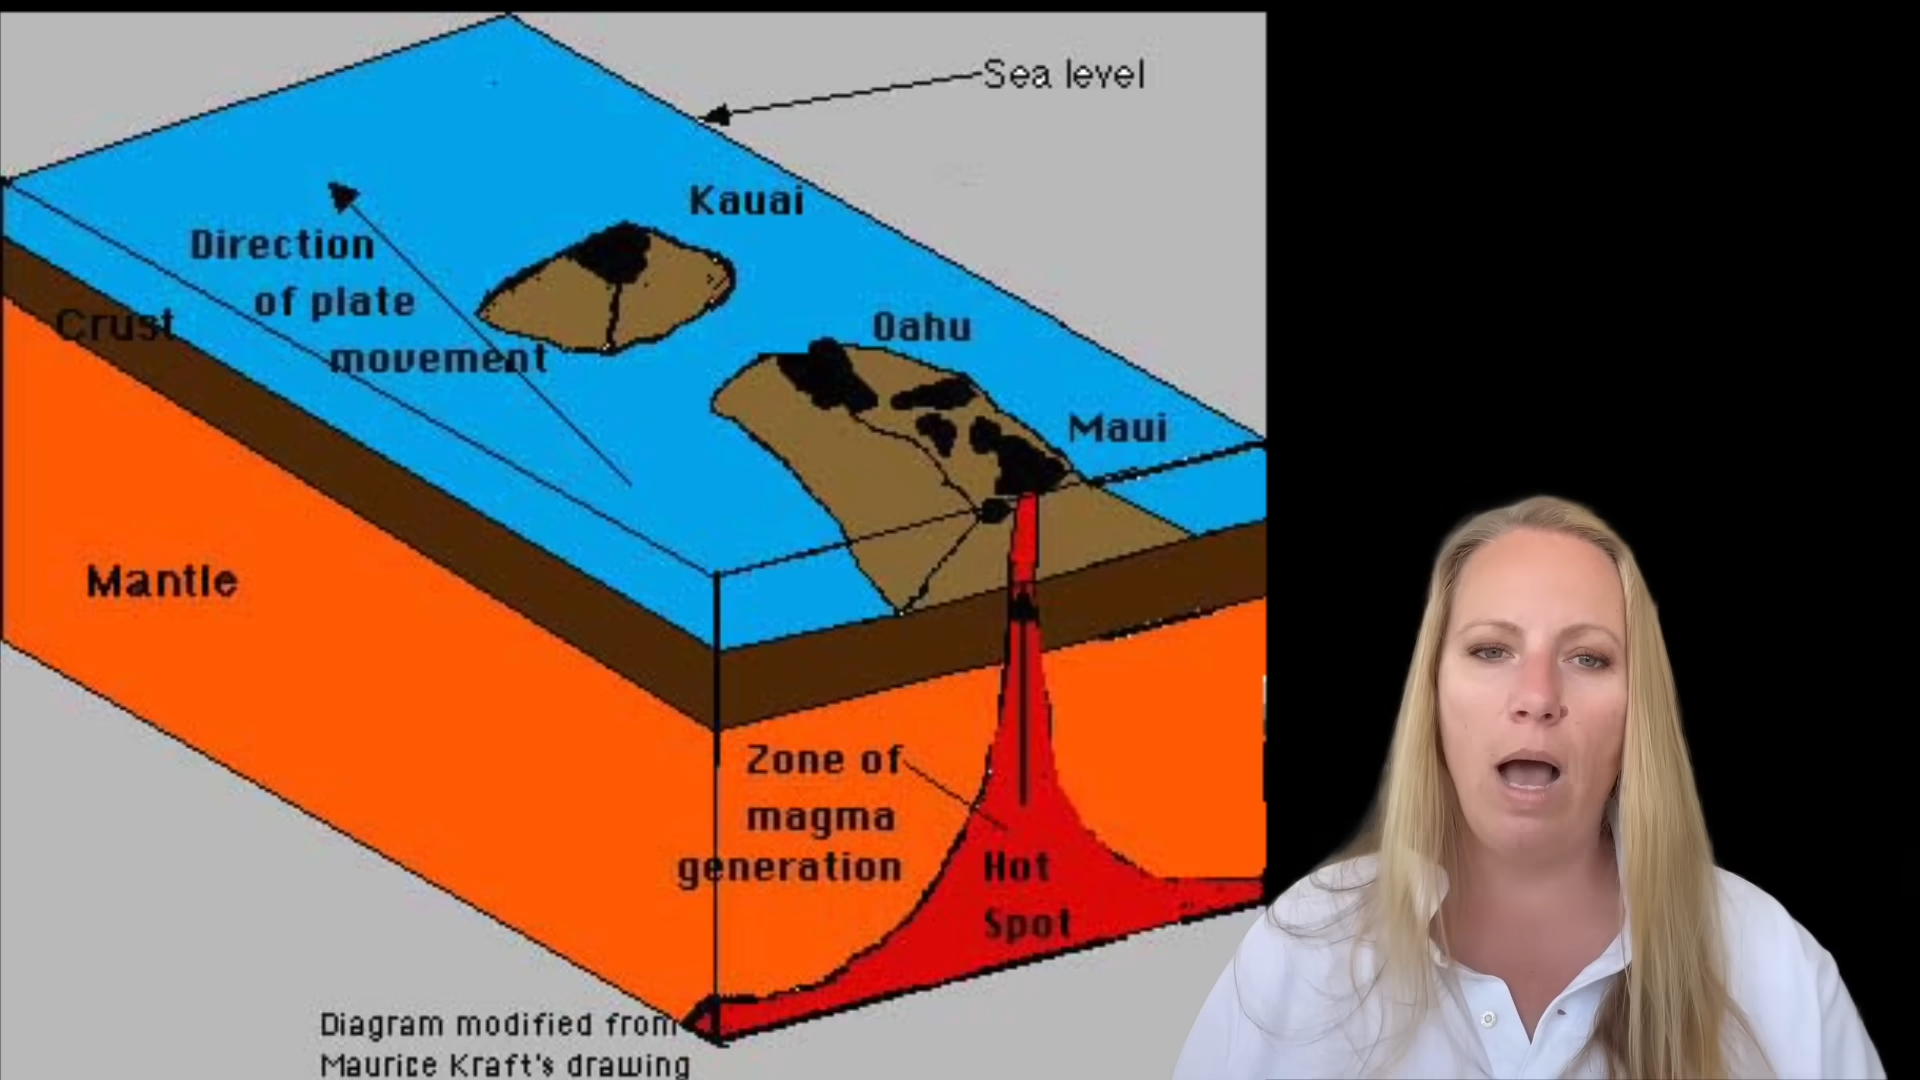 Sea level
Kauai
Direction
of plate
movement
Crust
Oahu
Maui
Mantle
Zone of
magma
generation
Hot
Spot
Diagram modified from
Maurice Kraft's drawing